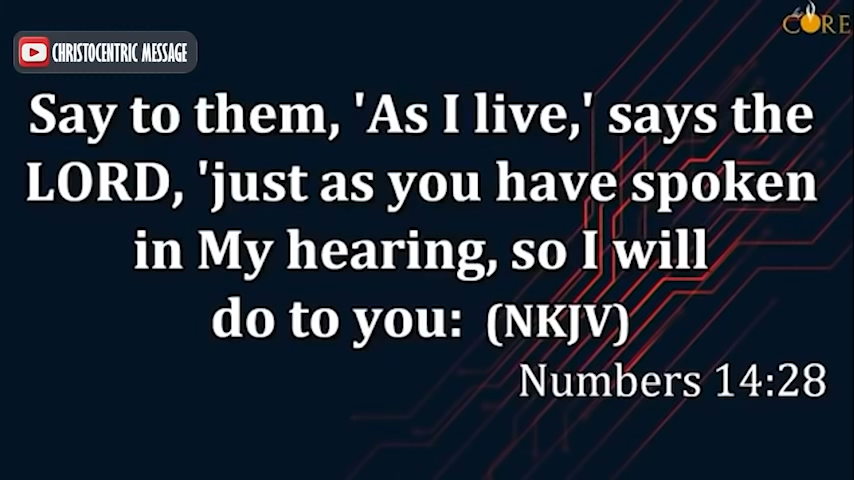 CORE
CHRISTOCENTRIC MESSAGE
Say to them, 'As I live,' says the
LORD, 'just as you have spoken
in My hearing, so I will
do to you: (NKJV)
Numbers 14:28